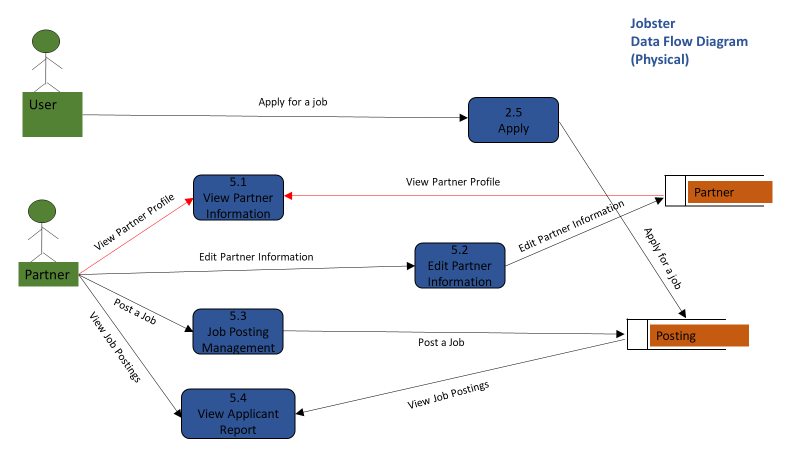 Jobster
Data Flow Diagram
(Physical)
User
Apply for a job
2.5
Apply
5.1
View Partner
Information
View Partner Profile
Partner
View Partner Profile
Edit Partner Information
Apply for a job
Edit Partner Information
5.2
Edit Partner
Information
Partner
Post a Job
View Job Postings
5.3
Job Posting
Management
Post a Job
Posting
5.4
View Applicant
Report
View Job Postings